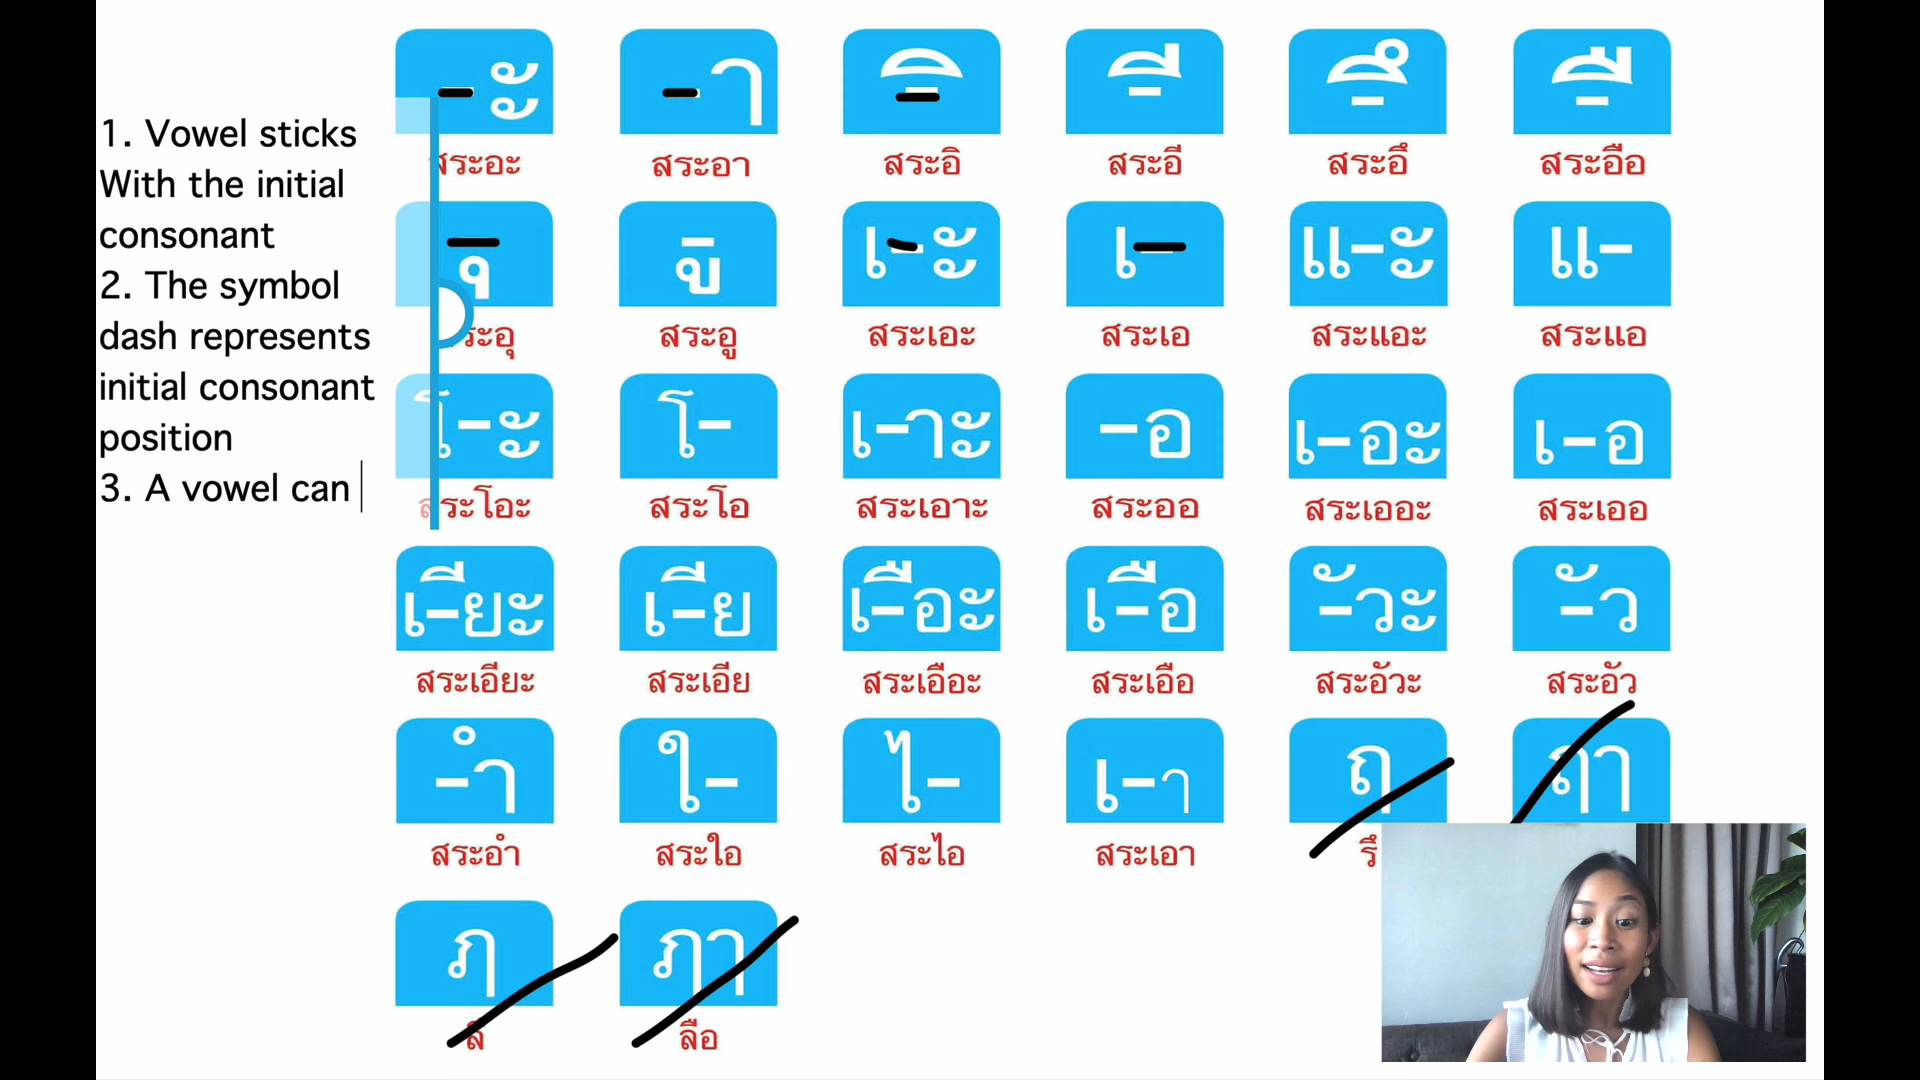 1. Vowel sticks
With the initial
consonant
2. The symbol
dash represents
initial consonant
position
3. A vowel can
-ะ -า -ิ -ี -ึ -ื
สระอะ สระอา สระอิ สระอี สระอึ สระอือ
-ุ -ู เ-ะ เ- แ-ะ แ-
สระอู สระเอะ สระเอ สระแอะ สระแอ
โ-ะ โ- เ-าะ -อ เ-อะ เ-อ
สระโอะ สระโอ สระเอาะ สระออ สระเออะ สระเออ
เ-ียะ เ-ีย เ-ือะ เ-ือ -ัวะ -ัว
สระเอียะ สระเอีย สระเอือะ สระเอือ สระอัวะ สระอัว
-ำ ใ- ไ- เ-า ฤ ฤา
สระอำ สระใอ สระไอ สระเอา รึ
ฦ ฦา
ลือ